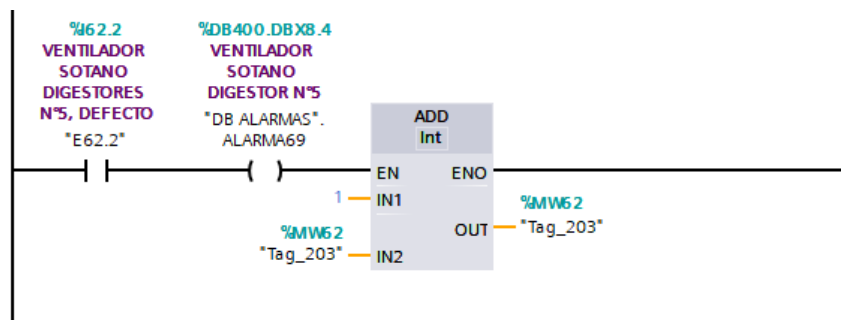 %I62.2
VENTILADOR
SOTANO
DIGESTORES
Nº5, DEFECTO
"E62.2"
%DB400.DBX8.4
VENTILADOR
SOTANO
DIGESTOR Nº5
"DB ALARMAS".
ALARMA69
ADD
Int
EN
ENO
1
IN1
%MW62
"Tag_203"
IN2
OUT
%MW62
"Tag_203"